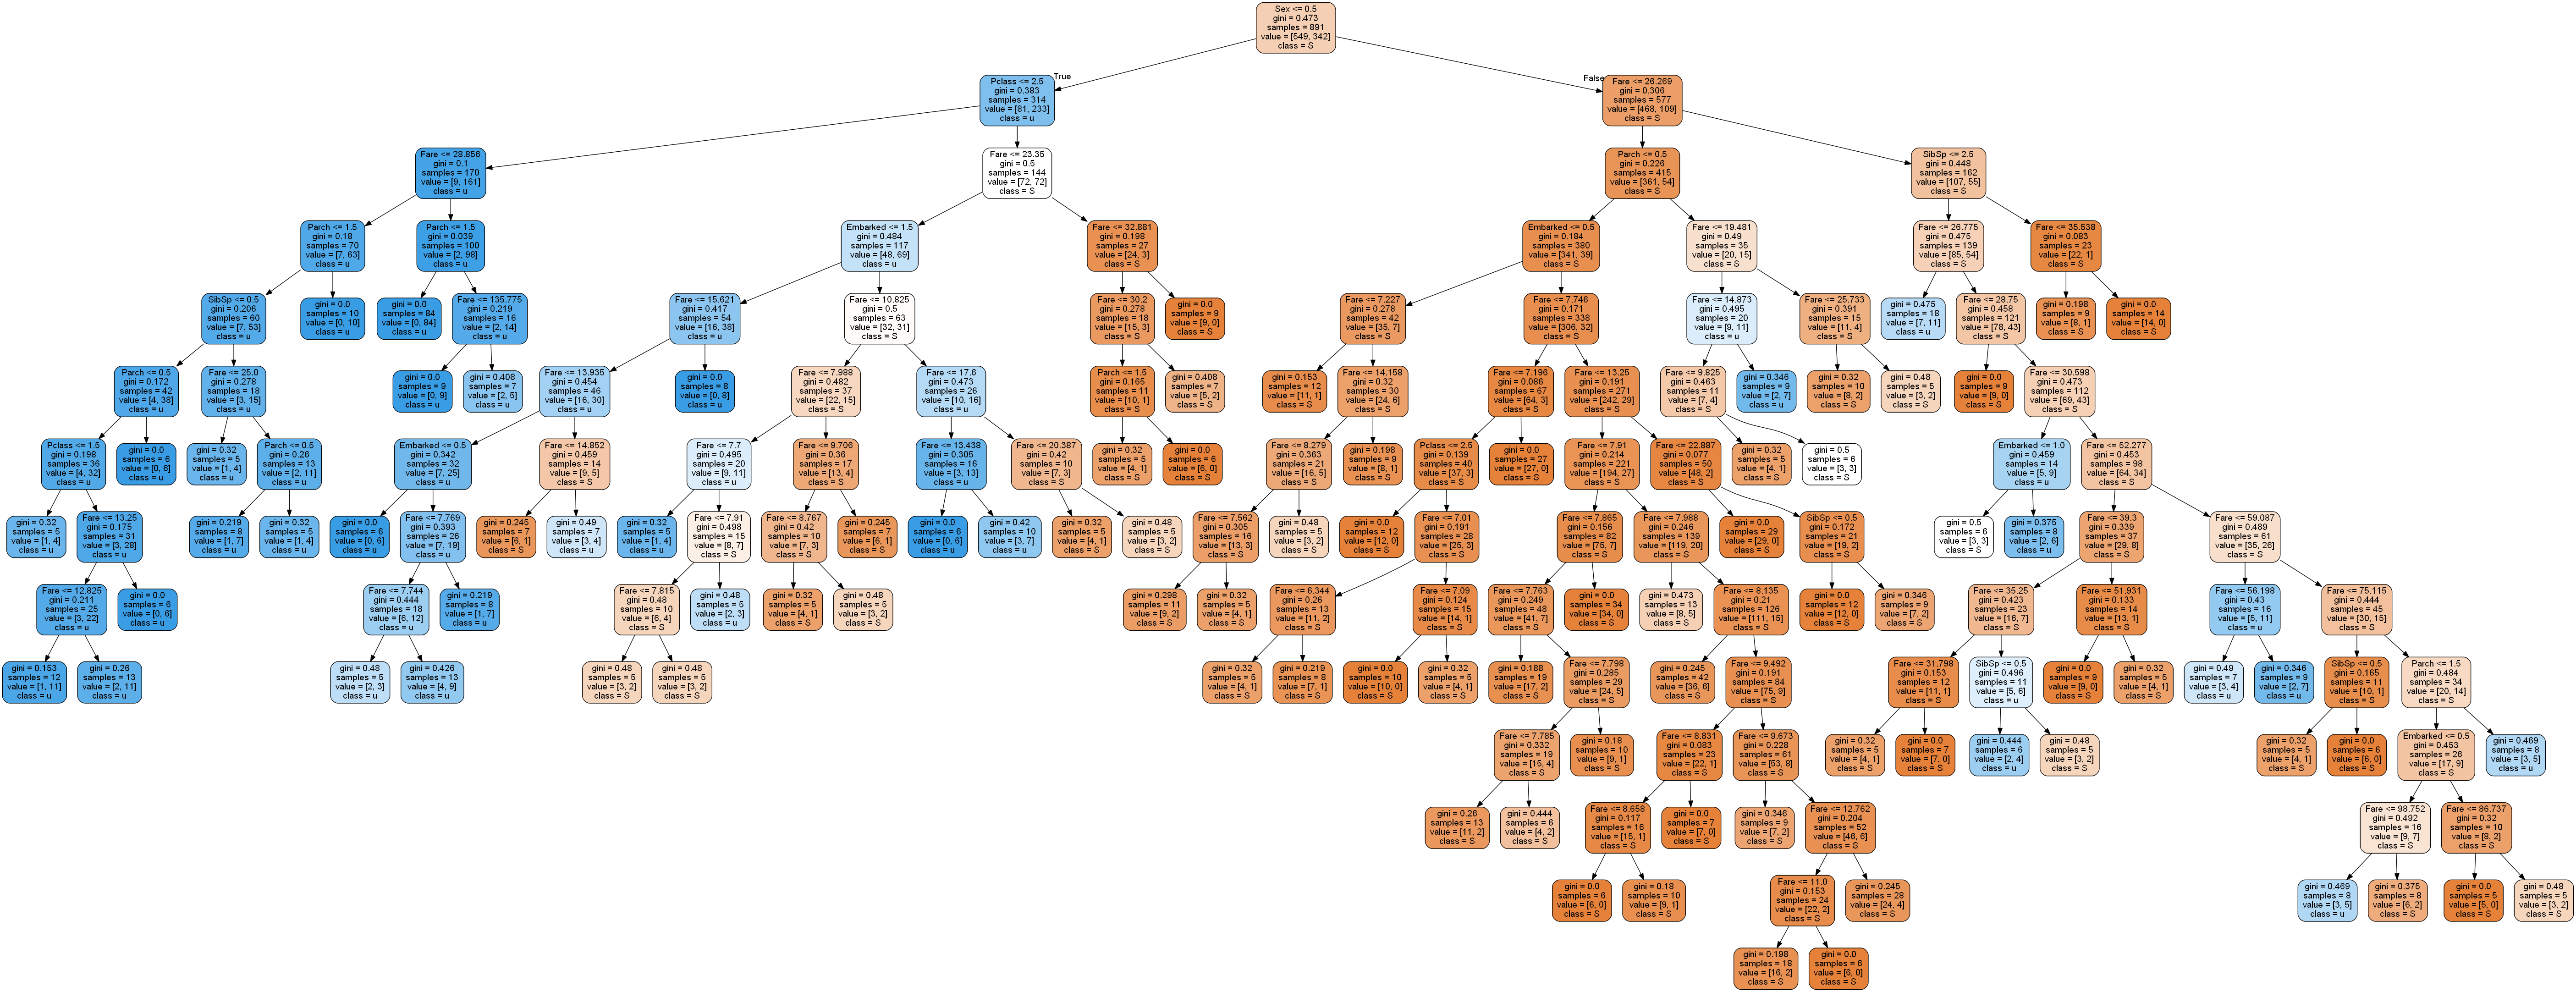 Sex <= 0.5
gini = 0.473
samples = 891
value = [549, 342]
class = S
True
False
Pclass <= 2.5
gini = 0.383
samples = 314
value = [81, 233]
class = u
Fare <= 26.269
gini = 0.306
samples = 577
value = [468, 109]
class = S
Fare <= 28.856
gini = 0.1
samples = 170
value = [9, 161]
class = u
Fare <= 23.35
gini = 0.5
samples = 144
value = [72, 72]
class = S
Parch <= 0.5
gini = 0.226
samples = 415
value = [361, 54]
class = S
SibSp <= 2.5
gini = 0.448
samples = 162
value = [107, 55]
class = S
Parch <= 1.5
gini = 0.18
samples = 70
value = [7, 63]
class = u
Parch <= 1.5
gini = 0.039
samples = 100
value = [2, 98]
class = u
Embarked <= 1.5
gini = 0.484
samples = 117
value = [48, 69]
class = u
Fare <= 32.881
gini = 0.198
samples = 27
value = [24, 3]
class = S
Embarked <= 0.5
gini = 0.184
samples = 380
value = [341, 39]
class = S
Fare <= 19.481
gini = 0.49
samples = 35
value = [20, 15]
class = S
Fare <= 26.775
gini = 0.475
samples = 139
value = [85, 54]
class = S
Fare <= 35.538
gini = 0.083
samples = 23
value = [22, 1]
class = S
SibSp <= 0.5
gini = 0.206
samples = 60
value = [7, 53]
class = u
gini = 0.0
samples = 10
value = [0, 10]
class = u
gini = 0.0
samples = 84
value = [0, 84]
class = u
Fare <= 135.775
gini = 0.219
samples = 16
value = [2, 14]
class = u
Fare <= 15.621
gini = 0.417
samples = 54
value = [16, 38]
class = u
Fare <= 10.825
gini = 0.5
samples = 63
value = [32, 31]
class = S
Fare <= 30.2
gini = 0.278
samples = 18
value = [15, 3]
class = S
gini = 0.0
samples = 9
value = [9, 0]
class = S
Fare <= 7.227
gini = 0.278
samples = 42
value = [35, 7]
class = S
Fare <= 7.746
gini = 0.171
samples = 338
value = [306, 32]
class = S
Fare <= 14.873
gini = 0.495
samples = 20
value = [9, 11]
class = u
Fare <= 25.733
gini = 0.391
samples = 15
value = [11, 4]
class = S
gini = 0.475
samples = 18
value = [7, 11]
class = u
Fare <= 28.75
gini = 0.458
samples = 121
value = [78, 43]
class = S
gini = 0.198
samples = 9
value = [8, 1]
class = S
gini = 0.0
samples = 14
value = [14, 0]
class = S
Parch <= 0.5
gini = 0.172
samples = 42
value = [4, 38]
class = u
Fare <= 25.0
gini = 0.278
samples = 18
value = [3, 15]
class = u
gini = 0.0
samples = 9
value = [0, 9]
class = u
gini = 0.408
samples = 7
value = [2, 5]
class = u
Fare <= 13.935
gini = 0.454
samples = 46
value = [16, 30]
class = u
gini = 0.0
samples = 8
value = [0, 8]
class = u
Fare <= 7.988
gini = 0.482
samples = 37
value = [22, 15]
class = S
Fare <= 17.6
gini = 0.473
samples = 26
value = [10, 16]
class = u
Parch <= 1.5
gini = 0.165
samples = 11
value = [10, 1]
class = S
gini = 0.408
samples = 7
value = [5, 2]
class = S
gini = 0.153
samples = 12
value = [11, 1]
class = S
Fare <= 14.158
gini = 0.32
samples = 30
value = [24, 6]
class = S
Fare <= 7.196
gini = 0.086
samples = 67
value = [64, 3]
class = S
Fare <= 13.25
gini = 0.191
samples = 271
value = [242, 29]
class = S
Fare <= 9.825
gini = 0.463
samples = 11
value = [7, 4]
class = S
gini = 0.346
samples = 9
value = [2, 7]
class = u
gini = 0.32
samples = 10
value = [8, 2]
class = S
gini = 0.48
samples = 5
value = [3, 2]
class = S
gini = 0.0
samples = 9
value = [9, 0]
class = S
Fare <= 30.598
gini = 0.473
samples = 112
value = [69, 43]
class = S
Pclass <= 1.5
gini = 0.198
samples = 36
value = [4, 32]
class = u
gini = 0.0
samples = 6
value = [0, 6]
class = u
gini = 0.32
samples = 5
value = [1, 4]
class = u
Parch <= 0.5
gini = 0.26
samples = 13
value = [2, 11]
class = u
Embarked <= 0.5
gini = 0.342
samples = 32
value = [7, 25]
class = u
Fare <= 14.852
gini = 0.459
samples = 14
value = [9, 5]
class = S
Fare <= 7.7
gini = 0.495
samples = 20
value = [9, 11]
class = u
Fare <= 9.706
gini = 0.36
samples = 17
value = [13, 4]
class = S
Fare <= 13.438
gini = 0.305
samples = 16
value = [3, 13]
class = u
Fare <= 20.387
gini = 0.42
samples = 10
value = [7, 3]
class = S
gini = 0.32
samples = 5
value = [4, 1]
class = S
gini = 0.0
samples = 6
value = [6, 0]
class = S
Fare <= 8.279
gini = 0.363
samples = 21
value = [16, 5]
class = S
gini = 0.198
samples = 9
value = [8, 1]
class = S
Pclass <= 2.5
gini = 0.139
samples = 40
value = [37, 3]
class = S
gini = 0.0
samples = 27
value = [27, 0]
class = S
Fare <= 7.91
gini = 0.214
samples = 221
value = [194, 27]
class = S
Fare <= 22.887
gini = 0.077
samples = 50
value = [48, 2]
class = S
gini = 0.32
samples = 5
value = [4, 1]
class = S
gini = 0.5
samples = 6
value = [3, 3]
class = S
Embarked <= 1.0
gini = 0.459
samples = 14
value = [5, 9]
class = u
Fare <= 52.277
gini = 0.453
samples = 98
value = [64, 34]
class = S
gini = 0.32
samples = 5
value = [1, 4]
class = u
Fare <= 13.25
gini = 0.175
samples = 31
value = [3, 28]
class = u
gini = 0.219
samples = 8
value = [1, 7]
class = u
gini = 0.32
samples = 5
value = [1, 4]
class = u
gini = 0.0
samples = 6
value = [0, 6]
class = u
Fare <= 7.769
gini = 0.393
samples = 26
value = [7, 19]
class = u
gini = 0.245
samples = 7
value = [6, 1]
class = S
gini = 0.49
samples = 7
value = [3, 4]
class = u
gini = 0.32
samples = 5
value = [1, 4]
class = u
Fare <= 7.91
gini = 0.498
samples = 15
value = [8, 7]
class = S
Fare <= 8.767
gini = 0.42
samples = 10
value = [7, 3]
class = S
gini = 0.245
samples = 7
value = [6, 1]
class = S
gini = 0.0
samples = 6
value = [0, 6]
class = u
gini = 0.42
samples = 10
value = [3, 7]
class = u
gini = 0.32
samples = 5
value = [4, 1]
class = S
gini = 0.48
samples = 5
value = [3, 2]
class = S
Fare <= 7.562
gini = 0.305
samples = 16
value = [13, 3]
class = S
gini = 0.48
samples = 5
value = [3, 2]
class = S
gini = 0.0
samples = 12
value = [12, 0]
class = S
Fare <= 7.01
gini = 0.191
samples = 28
value = [25, 3]
class = S
Fare <= 7.865
gini = 0.156
samples = 82
value = [75, 7]
class = S
Fare <= 7.988
gini = 0.246
samples = 139
value = [119, 20]
class = S
gini = 0.0
samples = 29
value = [29, 0]
class = S
SibSp <= 0.5
gini = 0.172
samples = 21
value = [19, 2]
class = S
gini = 0.5
samples = 6
value = [3, 3]
class = S
gini = 0.375
samples = 8
value = [2, 6]
class = u
Fare <= 39.3
gini = 0.339
samples = 37
value = [29, 8]
class = S
Fare <= 59.087
gini = 0.489
samples = 61
value = [35, 26]
class = S
Fare <= 12.825
gini = 0.211
samples = 25
value = [3, 22]
class = u
gini = 0.0
samples = 6
value = [0, 6]
class = u
Fare <= 7.744
gini = 0.444
samples = 18
value = [6, 12]
class = u
gini = 0.219
samples = 8
value = [1, 7]
class = u
Fare <= 7.815
gini = 0.48
samples = 10
value = [6, 4]
class = S
gini = 0.48
samples = 5
value = [2, 3]
class = u
gini = 0.32
samples = 5
value = [4, 1]
class = S
gini = 0.48
samples = 5
value = [3, 2]
class = S
gini = 0.298
samples = 11
value = [9, 2]
class = S
gini = 0.32
samples = 5
value = [4, 1]
class = S
Fare <= 6.344
gini = 0.26
samples = 13
value = [11, 2]
class = S
Fare <= 7.09
gini = 0.124
samples = 15
value = [14, 1]
class = S
Fare <= 7.763
gini = 0.249
samples = 48
value = [41, 7]
class = S
gini = 0.0
samples = 34
value = [34, 0]
class = S
gini = 0.473
samples = 13
value = [8, 5]
class = S
Fare <= 8.135
gini = 0.21
samples = 126
value = [111, 15]
class = S
gini = 0.0
samples = 12
value = [12, 0]
class = S
gini = 0.346
samples = 9
value = [7, 2]
class = S
Fare <= 35.25
gini = 0.423
samples = 23
value = [16, 7]
class = S
Fare <= 51.931
gini = 0.133
samples = 14
value = [13, 1]
class = S
Fare <= 56.198
gini = 0.43
samples = 16
value = [5, 11]
class = u
Fare <= 75.115
gini = 0.444
samples = 45
value = [30, 15]
class = S
gini = 0.153
samples = 12
value = [1, 11]
class = u
gini = 0.26
samples = 13
value = [2, 11]
class = u
gini = 0.48
samples = 5
value = [2, 3]
class = u
gini = 0.426
samples = 13
value = [4, 9]
class = u
gini = 0.48
samples = 5
value = [3, 2]
class = S
gini = 0.48
samples = 5
value = [3, 2]
class = S
gini = 0.32
samples = 5
value = [4, 1]
class = S
gini = 0.219
samples = 8
value = [7, 1]
class = S
gini = 0.0
samples = 10
value = [10, 0]
class = S
gini = 0.32
samples = 5
value = [4, 1]
class = S
gini = 0.188
samples = 19
value = [17, 2]
class = S
Fare <= 7.798
gini = 0.285
samples = 29
value = [24, 5]
class = S
gini = 0.245
samples = 42
value = [36, 6]
class = S
Fare <= 9.492
gini = 0.191
samples = 84
value = [75, 9]
class = S
Fare <= 31.798
gini = 0.153
samples = 12
value = [11, 1]
class = S
SibSp <= 0.5
gini = 0.496
samples = 11
value = [5, 6]
class = u
gini = 0.0
samples = 9
value = [9, 0]
class = S
gini = 0.32
samples = 5
value = [4, 1]
class = S
gini = 0.49
samples = 7
value = [3, 4]
class = u
gini = 0.346
samples = 9
value = [2, 7]
class = u
SibSp <= 0.5
gini = 0.165
samples = 11
value = [10, 1]
class = S
Parch <= 1.5
gini = 0.484
samples = 34
value = [20, 14]
class = S
Fare <= 7.785
gini = 0.332
samples = 19
value = [15, 4]
class = S
gini = 0.18
samples = 10
value = [9, 1]
class = S
Fare <= 8.831
gini = 0.083
samples = 23
value = [22, 1]
class = S
Fare <= 9.673
gini = 0.228
samples = 61
value = [53, 8]
class = S
gini = 0.32
samples = 5
value = [4, 1]
class = S
gini = 0.0
samples = 7
value = [7, 0]
class = S
gini = 0.444
samples = 6
value = [2, 4]
class = u
gini = 0.48
samples = 5
value = [3, 2]
class = S
gini = 0.32
samples = 5
value = [4, 1]
class = S
gini = 0.0
samples = 6
value = [6, 0]
class = S
Embarked <= 0.5
gini = 0.453
samples = 26
value = [17, 9]
class = S
gini = 0.469
samples = 8
value = [3, 5]
class = u
gini = 0.26
samples = 13
value = [11, 2]
class = S
gini = 0.444
samples = 6
value = [4, 2]
class = S
Fare <= 8.658
gini = 0.117
samples = 16
value = [15, 1]
class = S
gini = 0.0
samples = 7
value = [7, 0]
class = S
gini = 0.346
samples = 9
value = [7, 2]
class = S
Fare <= 12.762
gini = 0.204
samples = 52
value = [46, 6]
class = S
Fare <= 98.752
gini = 0.492
samples = 16
value = [9, 7]
class = S
Fare <= 86.737
gini = 0.32
samples = 10
value = [8, 2]
class = S
gini = 0.0
samples = 6
value = [6, 0]
class = S
gini = 0.18
samples = 10
value = [9, 1]
class = S
Fare <= 11.0
gini = 0.153
samples = 24
value = [22, 2]
class = S
gini = 0.245
samples = 28
value = [24, 4]
class = S
gini = 0.469
samples = 8
value = [3, 5]
class = u
gini = 0.375
samples = 8
value = [6, 2]
class = S
gini = 0.0
samples = 5
value = [5, 0]
class = S
gini = 0.48
samples = 5
value = [3, 2]
class = S
gini = 0.198
samples = 18
value = [16, 2]
class = S
gini = 0.0
samples = 6
value = [6, 0]
class = S